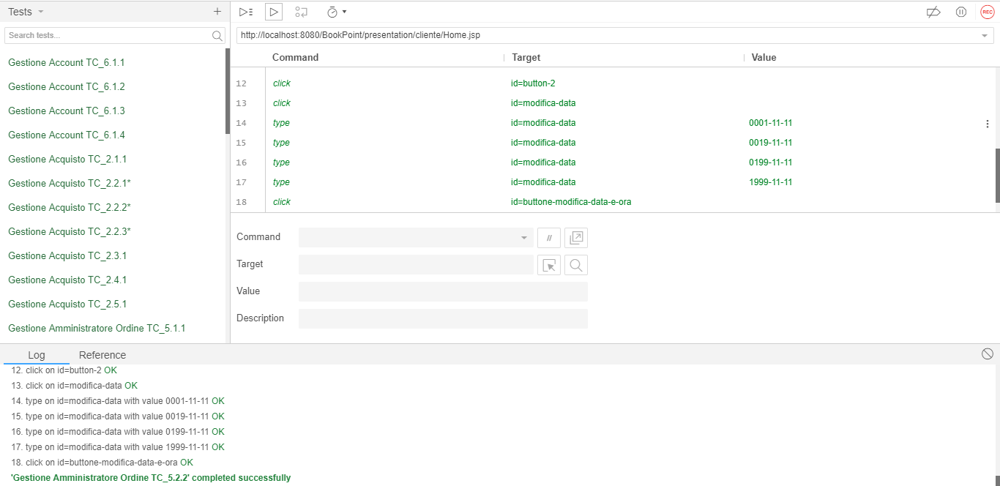 Tests
REC
Search tests...
http://localhost:8080/BookPoint/presentation/cliente/Home.jsp
Command Target Value
Gestione Account TC_6.1.1
Gestione Account TC_6.1.2
Gestione Account TC_6.1.3
Gestione Account TC_6.1.4
Gestione Acquisto TC_2.1.1
Gestione Acquisto TC_2.2.1*
Gestione Acquisto TC_2.2.2*
Gestione Acquisto TC_2.2.3*
Gestione Acquisto TC_2.3.1
Gestione Acquisto TC_2.4.1
Gestione Acquisto TC_2.5.1
Gestione Amministratore Ordine TC_5.1.1
12 click id=button-2
13 click id=modifica-data
14 type id=modifica-data 0001-11-11
15 type id=modifica-data 0019-11-11
16 type id=modifica-data 0199-11-11
17 type id=modifica-data 1999-11-11
18 click id=buttone-modifica-data-e-ora
Command //
Target
Value
Description
Log Reference
12. click on id=button-2 OK
13. click on id=modifica-data OK
14. type on id=modifica-data with value 0001-11-11 OK
15. type on id=modifica-data with value 0019-11-11 OK
16. type on id=modifica-data with value 0199-11-11 OK
17. type on id=modifica-data with value 1999-11-11 OK
18. click on id=buttone-modifica-data-e-ora OK
'Gestione Amministratore Ordine TC_5.2.2' completed successfully